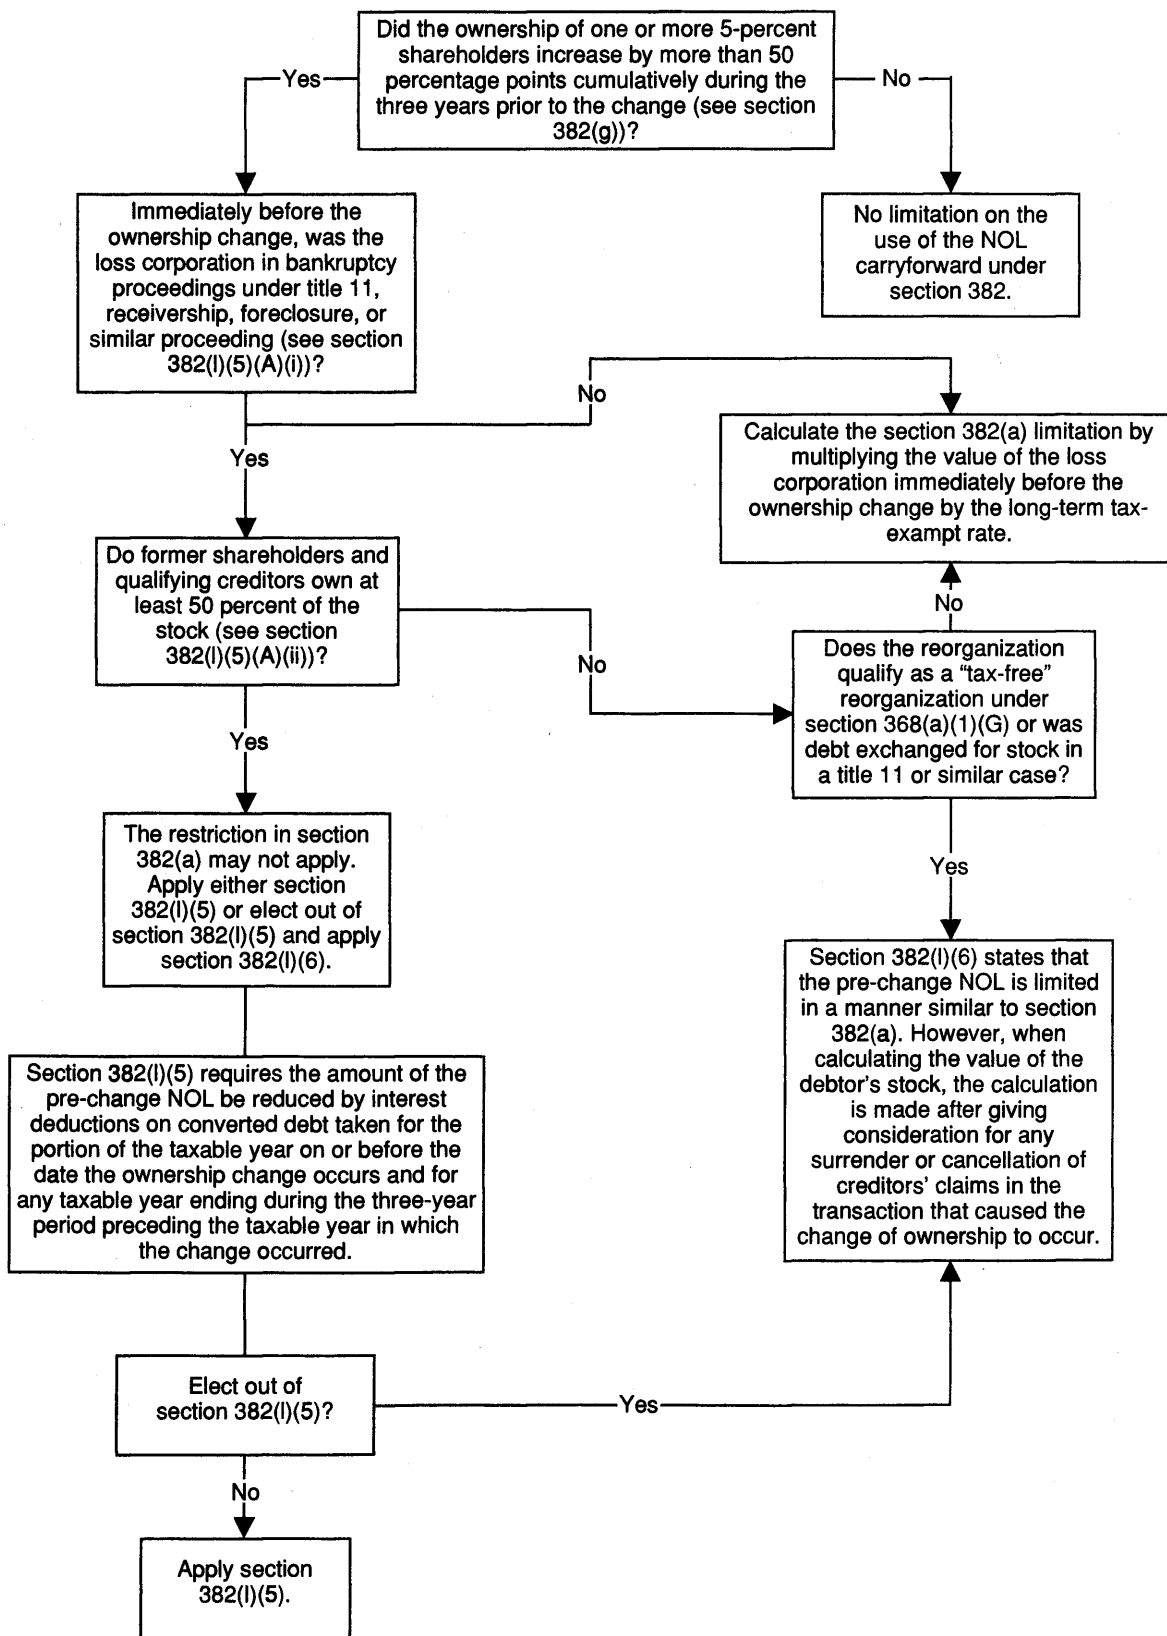 Did the ownership of one or more 5-percent
shareholders increase by more than 50
percentage points cumulatively during the
three years prior to the change (see section
382(g))?
Yes
No
Immediately before the
ownership change, was the
loss corporation in bankruptcy
proceedings under title 11,
receivership, foreclosure, or
similar proceeding (see section
382(l)(5)(A)(i))?
No limitation on the
use of the NOL
carryforward under
section 382.
No
Yes
Calculate the section 382(a) limitation by
multiplying the value of the loss
corporation immediately before the
ownership change by the long-term tax-
exampt rate.
Do former shareholders and
qualifying creditors own at
least 50 percent of the
stock (see section
382(l)(5)(A)(ii))?
No
No
Does the reorganization
qualify as a “tax-free”
reorganization under
section 368(a)(1)(G) or was
debt exchanged for stock in
a title 11 or similar case?
Yes
Yes
The restriction in section
382(a) may not apply.
Apply either section
382(l)(5) or elect out of
section 382(l)(5) and apply
section 382(l)(6).
Section 382(l)(6) states that
the pre-change NOL is limited
in a manner similar to section
382(a). However, when
calculating the value of the
debtor’s stock, the calculation
is made after giving
consideration for any
surrender or cancellation of
creditors’ claims in the
transaction that caused the
change of ownership to occur.
Section 382(l)(5) requires the amount of the
pre-change NOL be reduced by interest
deductions on converted debt taken for the
portion of the taxable year on or before the
date the ownership change occurs and for
any taxable year ending during the three-year
period preceding the taxable year in which
the change occurred.
Elect out of
section 382(l)(5)?
Yes
No
Apply section
382(l)(5).